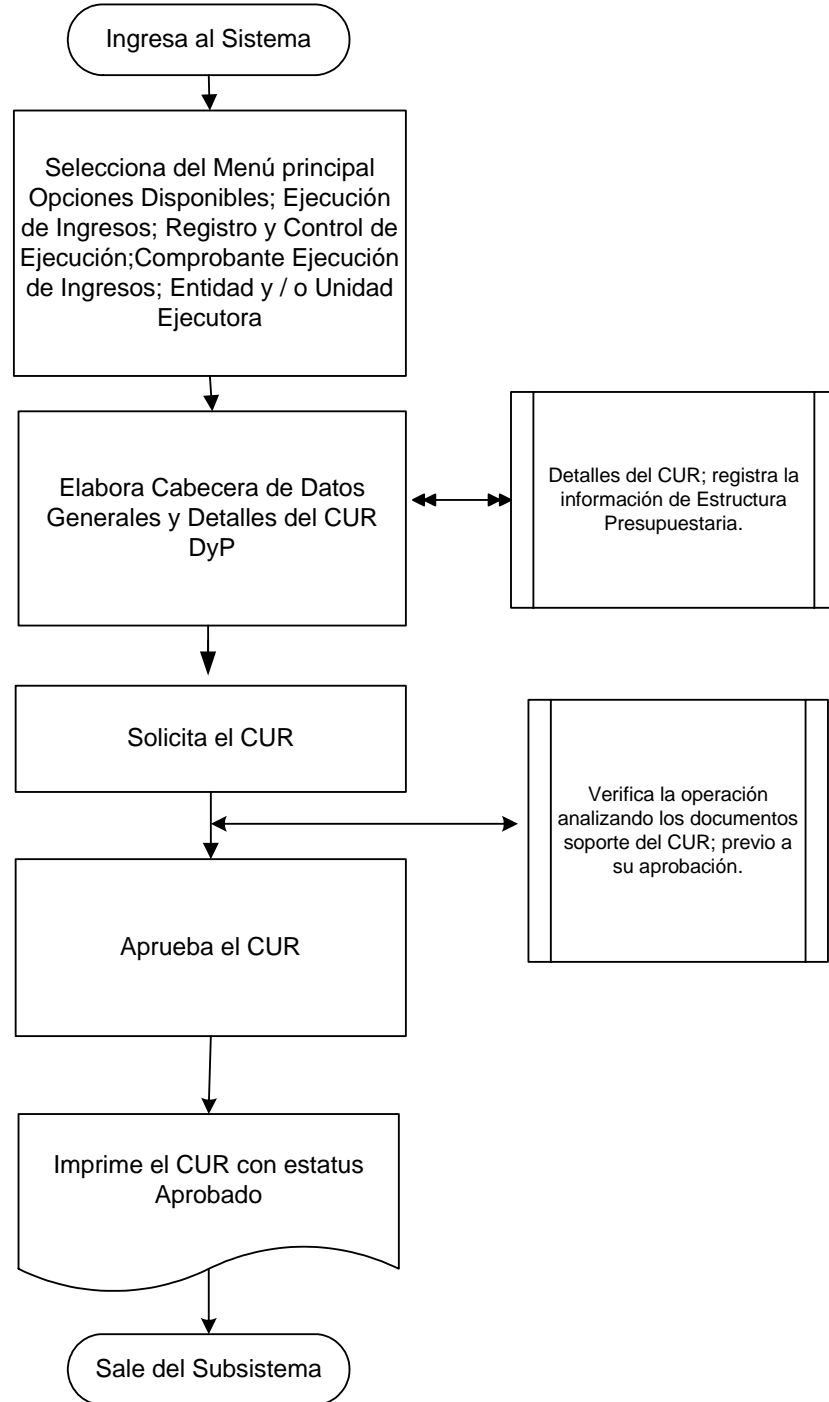 Ingresa al Sistema
Selecciona del Menú principal
Opciones Disponibles; Ejecución
de Ingresos; Registro y Control de
Ejecución;Comprobante Ejecución
de Ingresos; Entidad y / o Unidad
Ejecutora
Elabora Cabecera de Datos
Generales y Detalles del CUR
DyP
Detalles del CUR; registra la
información de Estructura
Presupuestaria.
Solicita el CUR
Verifica la operación
analizando los documentos
soporte del CUR; previo a
su aprobación.
Aprueba el CUR
Imprime el CUR con estatus
Aprobado
Sale del Subsistema